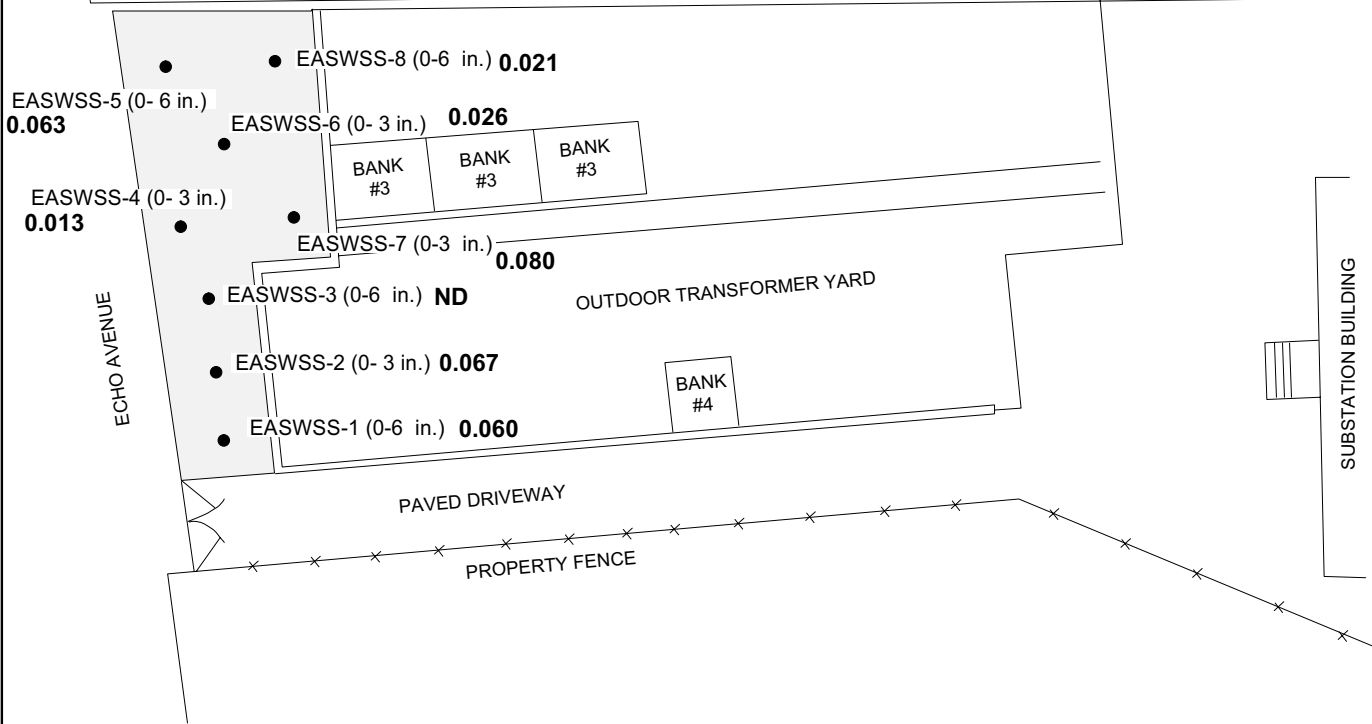 EASWSS-8 (0-6 in.) 0.021
EASWSS-5 (0- 6 in.)
0.063
EASWSS-6 (0- 3 in.) 0.026
BANK
#3
BANK
#3
BANK
#3
EASWSS-4 (0- 3 in.)
0.013
EASWSS-7 (0-3 in.)
0.080
EASWSS-3 (0-6 in.) ND
OUTDOOR TRANSFORMER YARD
ECHO AVENUE
EASWSS-2 (0- 3 in.) 0.067
BANK
#4
EASWSS-1 (0-6 in.) 0.060
SUBSTATION BUILDING
PAVED DRIVEWAY
PROPERTY FENCE